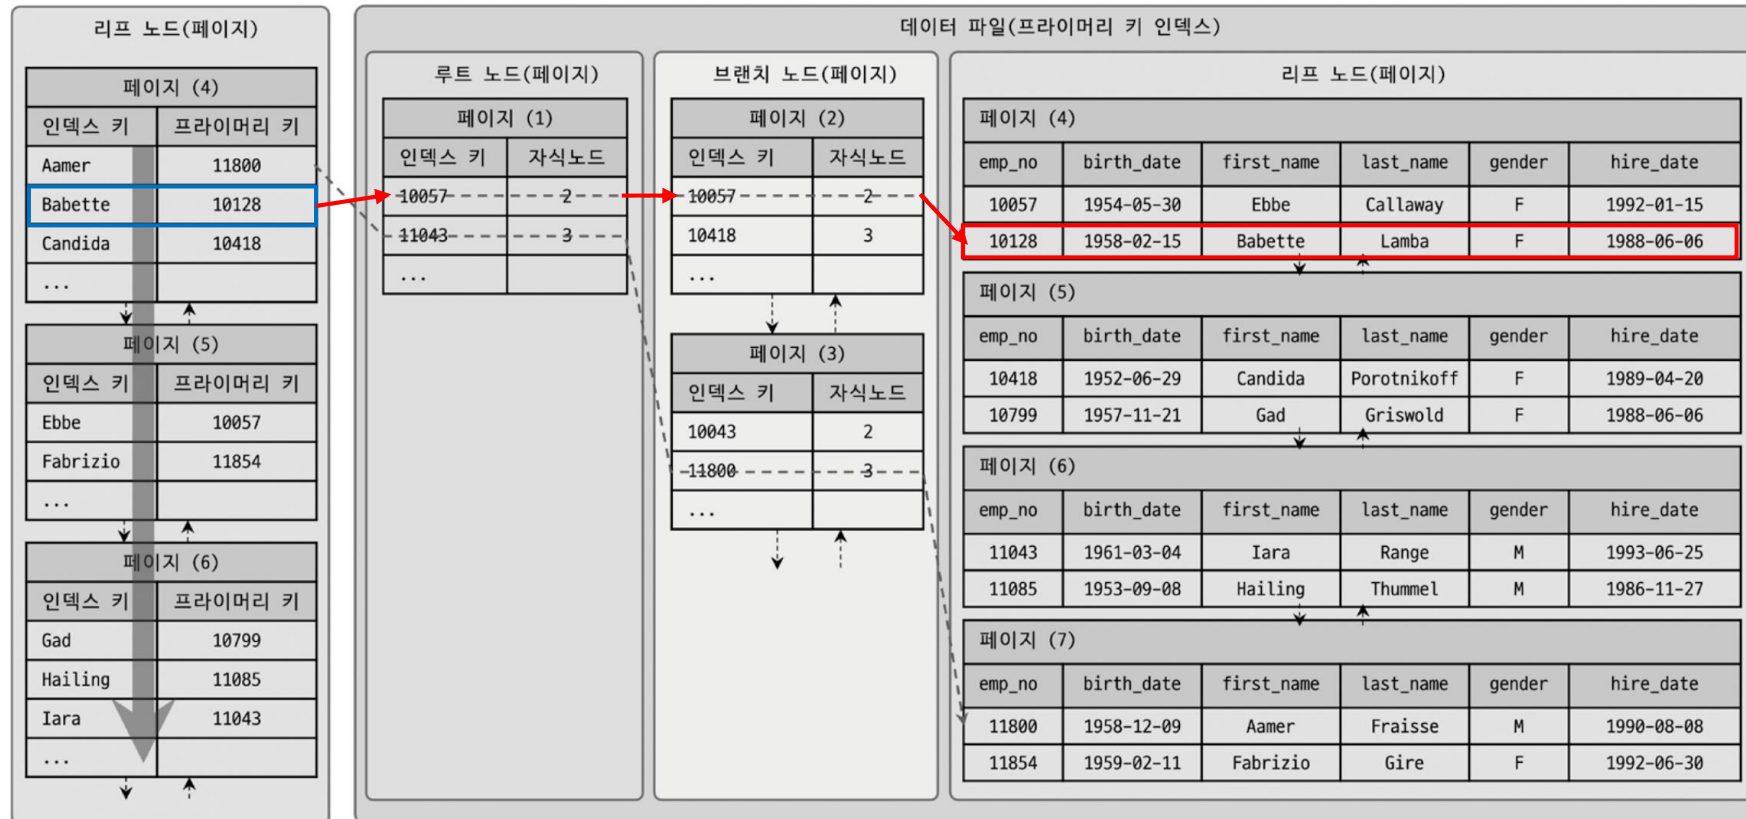 리프 노드(페이지)
페이지 (4)
인덱스 키 프라이머리 키
Aamer 11800
Babette 10128
Candida 10418
...
페이지 (5)
인덱스 키 프라이머리 키
Ebbe 10057
Fabrizio 11854
...
페이지 (6)
인덱스 키 프라이머리 키
Gad 10799
Hailing 11085
Iara 11043
...
데이터 파일(프라이머리 키 인덱스)
루트 노드(페이지)
페이지 (1)
인덱스 키 자식노드
10057 2
11043 3
...
브랜치 노드(페이지)
페이지 (2)
인덱스 키 자식노드
10057 2
10418 3
...
페이지 (3)
인덱스 키 자식노드
10043 2
11800 3
...
리프 노드(페이지)
페이지 (4)
emp_no birth_date first_name last_name gender hire_date
10057 1954-05-30 Ebbe Callaway F 1992-01-15
10128 1958-02-15 Babette Lamba F 1988-06-06
페이지 (5)
emp_no birth_date first_name last_name gender hire_date
10418 1952-06-29 Candida Porotnikoff F 1989-04-20
10799 1957-11-21 Gad Griswold F 1988-06-06
페이지 (6)
emp_no birth_date first_name last_name gender hire_date
11043 1961-03-04 Iara Range M 1993-06-25
11085 1953-09-08 Hailing Thummel M 1986-11-27
페이지 (7)
emp_no birth_date first_name last_name gender hire_date
11800 1958-12-09 Aamer Fraisse M 1990-08-08
11854 1959-02-11 Fabrizio Gire F 1992-06-30